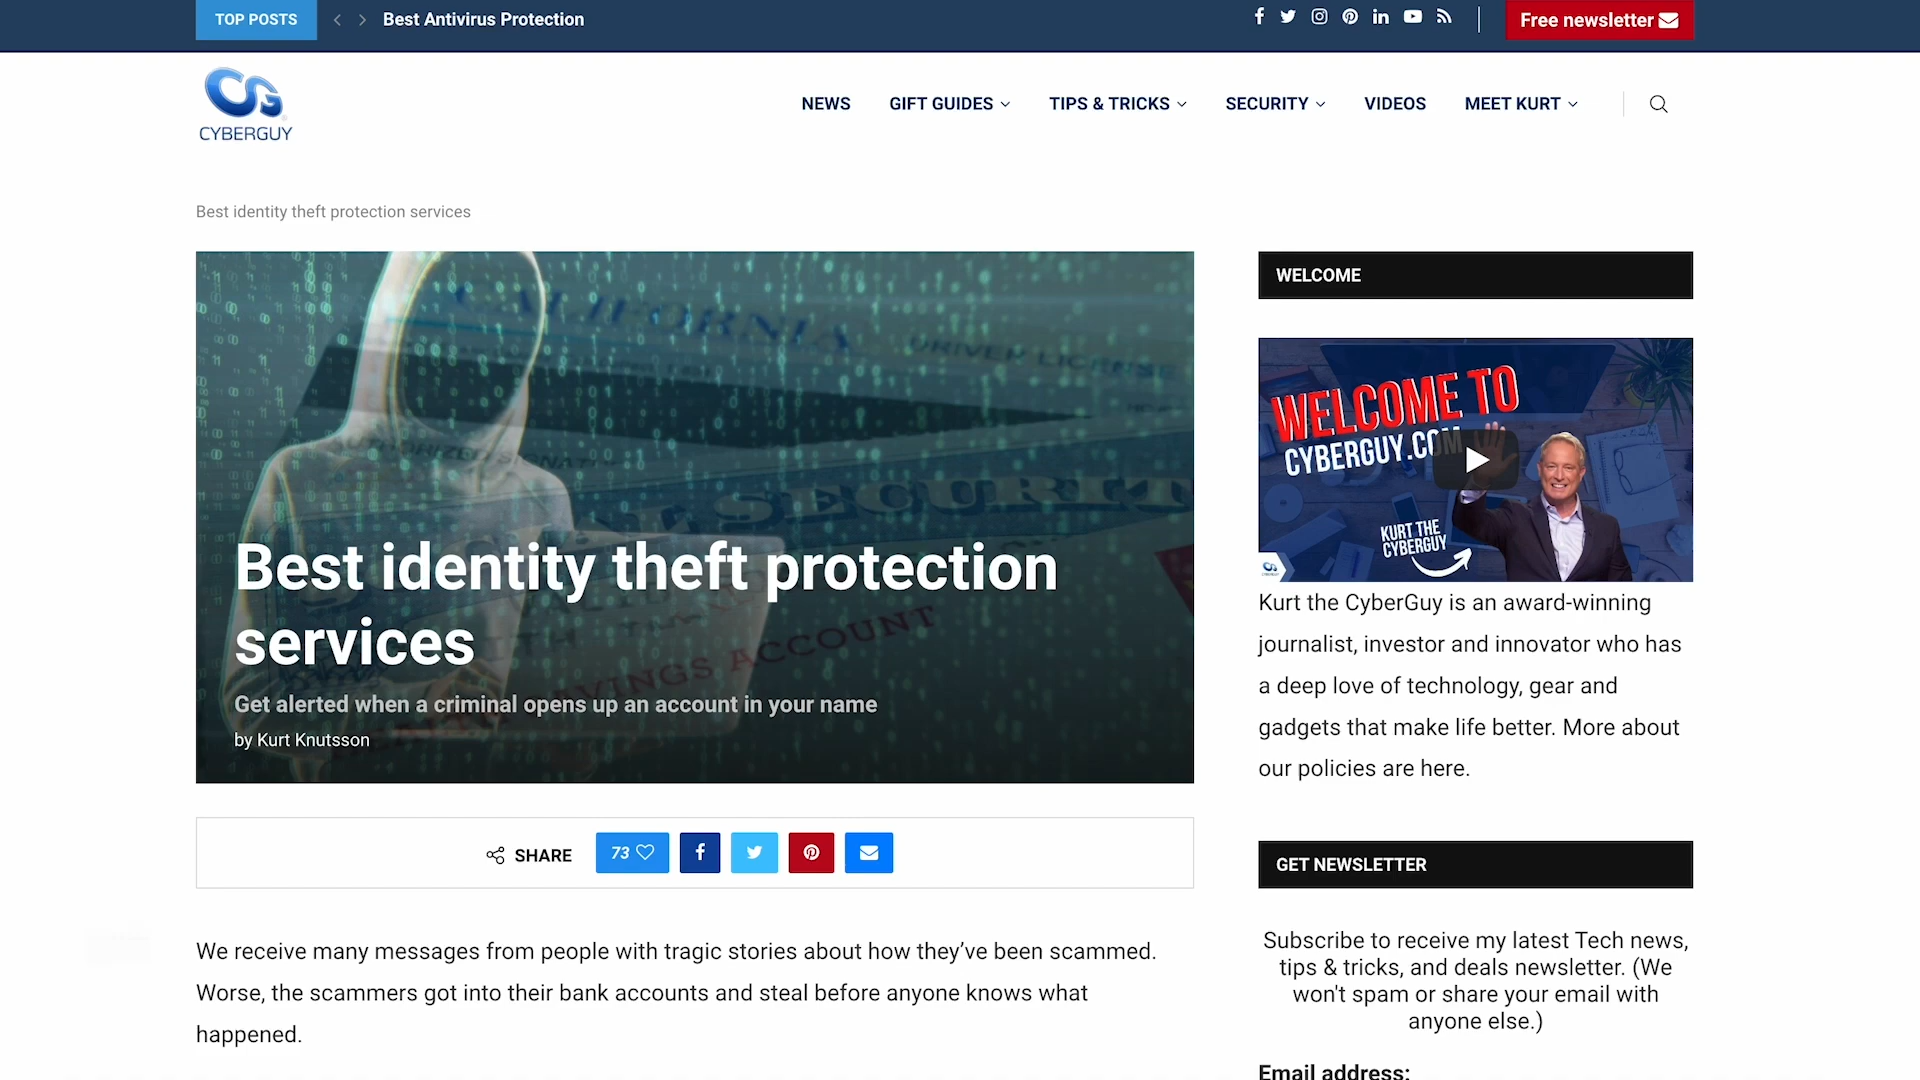 TOP POSTS
Best Antivirus Protection
Free newsletter
CYBERGUY
NEWS
GIFT GUIDES
TIPS & TRICKS
SECURITY
VIDEOS
MEET KURT
Best identity theft protection services
CALIFORNIA
DRIVER LICENSE
SECURITY
SAVINGS ACCOUNT
Best identity theft protection
services
Get alerted when a criminal opens up an account in your name
by Kurt Knutsson
SHARE
73
We receive many messages from people with tragic stories about how they’ve been scammed.
Worse, the scammers got into their bank accounts and steal before anyone knows what
happened.
WELCOME
WELCOME TO
CYBERGUY.COM
KURT THE
CYBERGUY
Kurt the CyberGuy is an award-winning
journalist, investor and innovator who has
a deep love of technology, gear and
gadgets that make life better. More about
our policies are here.
GET NEWSLETTER
Subscribe to receive my latest Tech news,
tips & tricks, and deals newsletter. (We
won't spam or share your email with
anyone else.)
Email address: